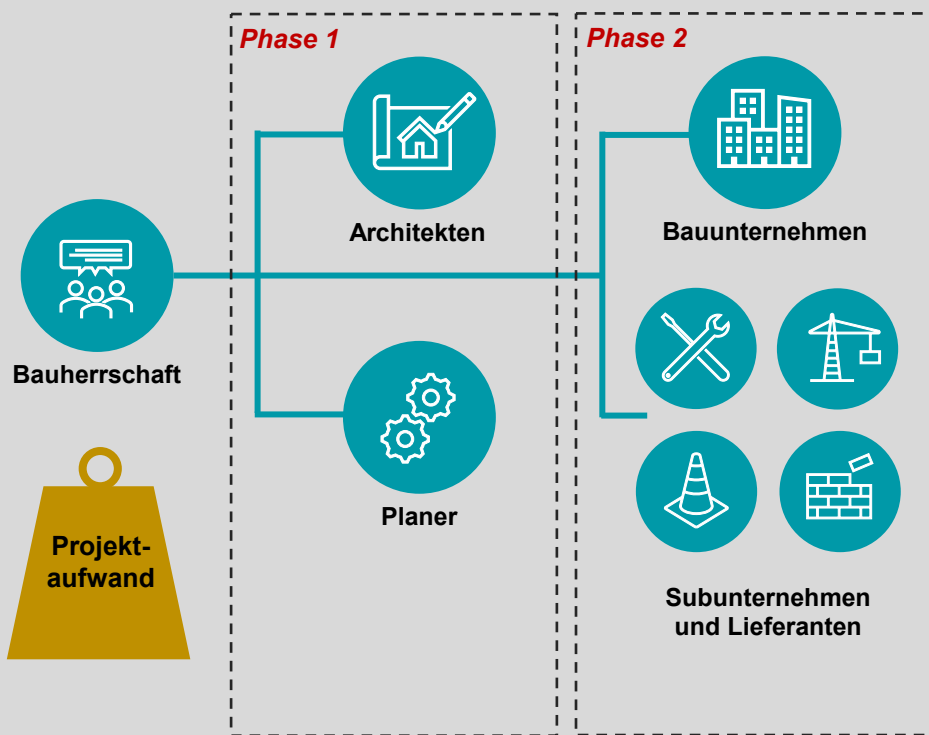 Phase 1
Phase 2
Architekten
Bauunternehmen
Bauherrschaft
Planer
Projekt-
aufwand
Subunternehmen
und Lieferanten